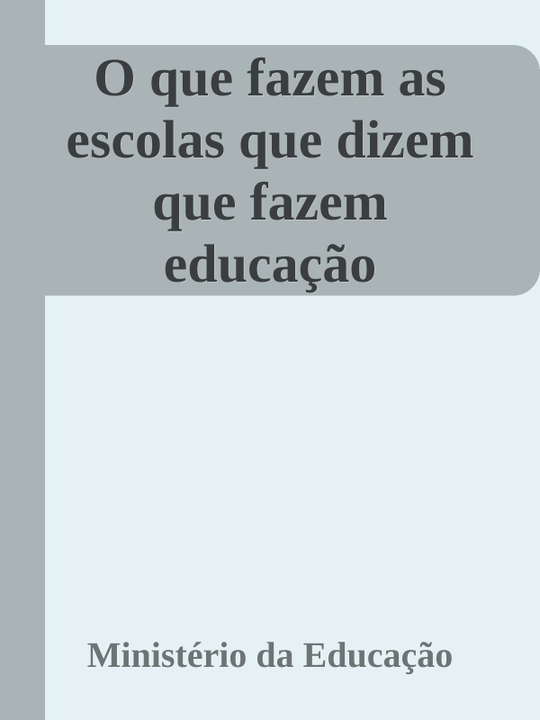 O que fazem as
escolas que dizem
que fazem
educação
Ministério da Educação